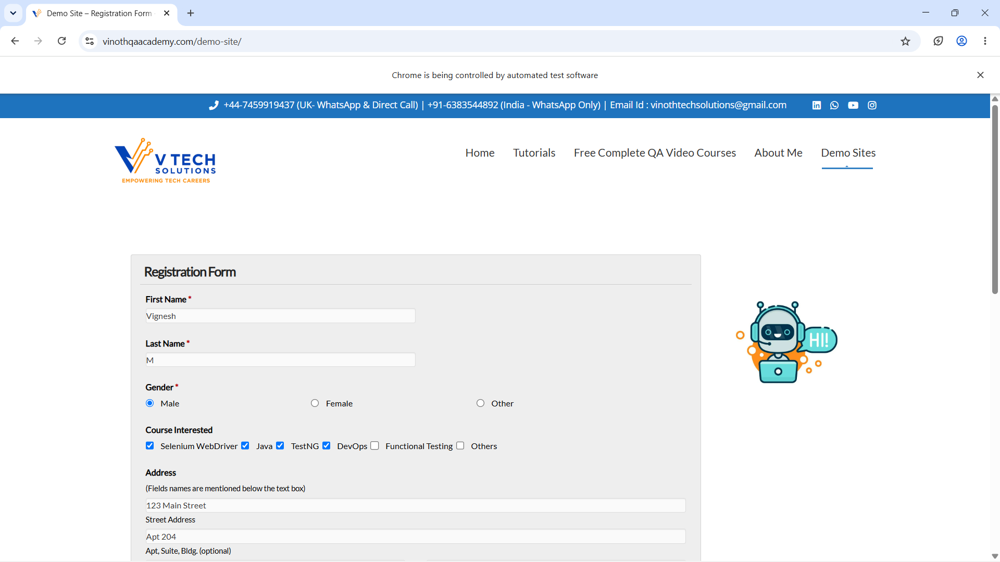 Demo Site – Registration Form
vinothqaacademy.com/demo-site/
Chrome is being controlled by automated test software
+44-7459919437 (UK- WhatsApp & Direct Call) | +91-6383544892 (India - WhatsApp Only) | Email Id : vinothtechsolutions@gmail.com
V TECH
SOLUTIONS
EMPOWERING TECH CAREERS
Home Tutorials Free Complete QA Video Courses About Me Demo Sites
Registration Form
First Name *
Vignesh
Last Name *
M
Gender *
Male Female Other
Course Interested
Selenium WebDriver Java TestNG DevOps Functional Testing Others
Address
(Fields names are mentioned below the text box)
123 Main Street
Street Address
Apt 204
Apt, Suite, Bldg. (optional)
HI!